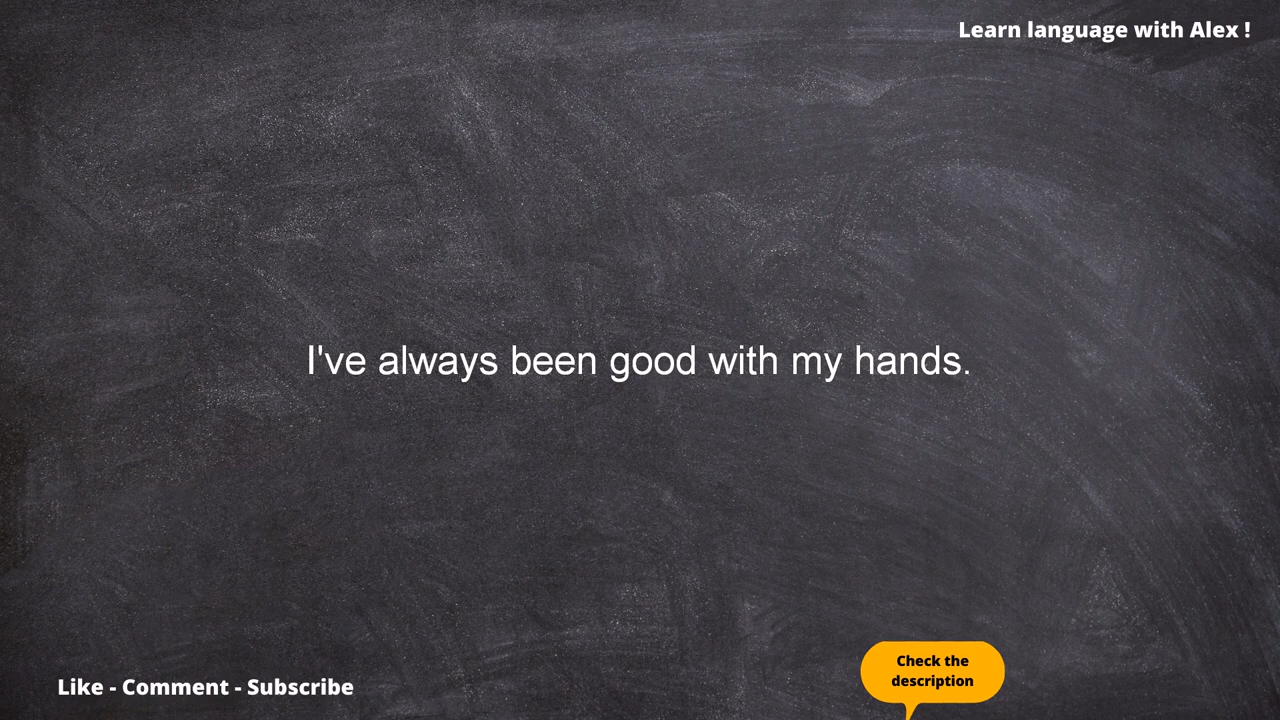 Learn language with Alex !
I've always been good with my hands.
Check the
description
Like - Comment - Subscribe